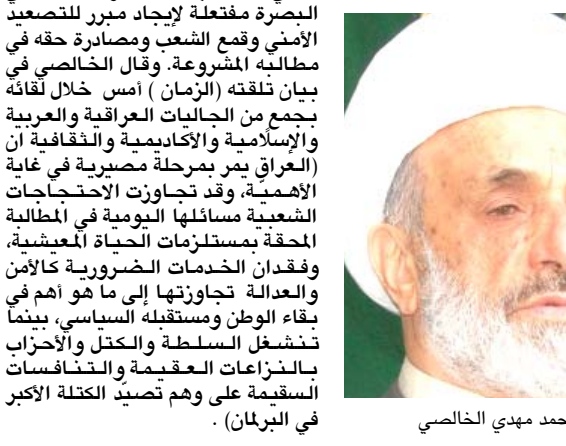 البصرة مفتعلة لإيجاد مبرر للتصعيد
الأمني وقمع الشعب ومصادرة حقه في
مطالبه المشروعة. وقال الخالصي في
بيان تلقته (الزمان ) أمس خلال لقائه
بجمع من الجاليات العراقية والعربية
والإسلامية والأكاديمية والثقافية ان
(العراق يمر بمرحلة مصيرية في غاية
الأهمية، وقد تجاوزت الاحتجاجات
الشعبية مسائلها اليومية في المطالبة
المحقة بمستلزمات الحياة المعيشية،
وفقدان الخدمات الضرورية كالأمن
والعدالة تجاوزتها إلى ما هو أهم في
بقاء الوطن ومستقبله السياسي، بينما
تنشغل السلطة والكتل والأحزاب
بالنزاعات العقيمة والتنافسات
السقيمة على وهم تصيّد الكتلة الأكبر
في البرلمان) .
مهدي الخالصي